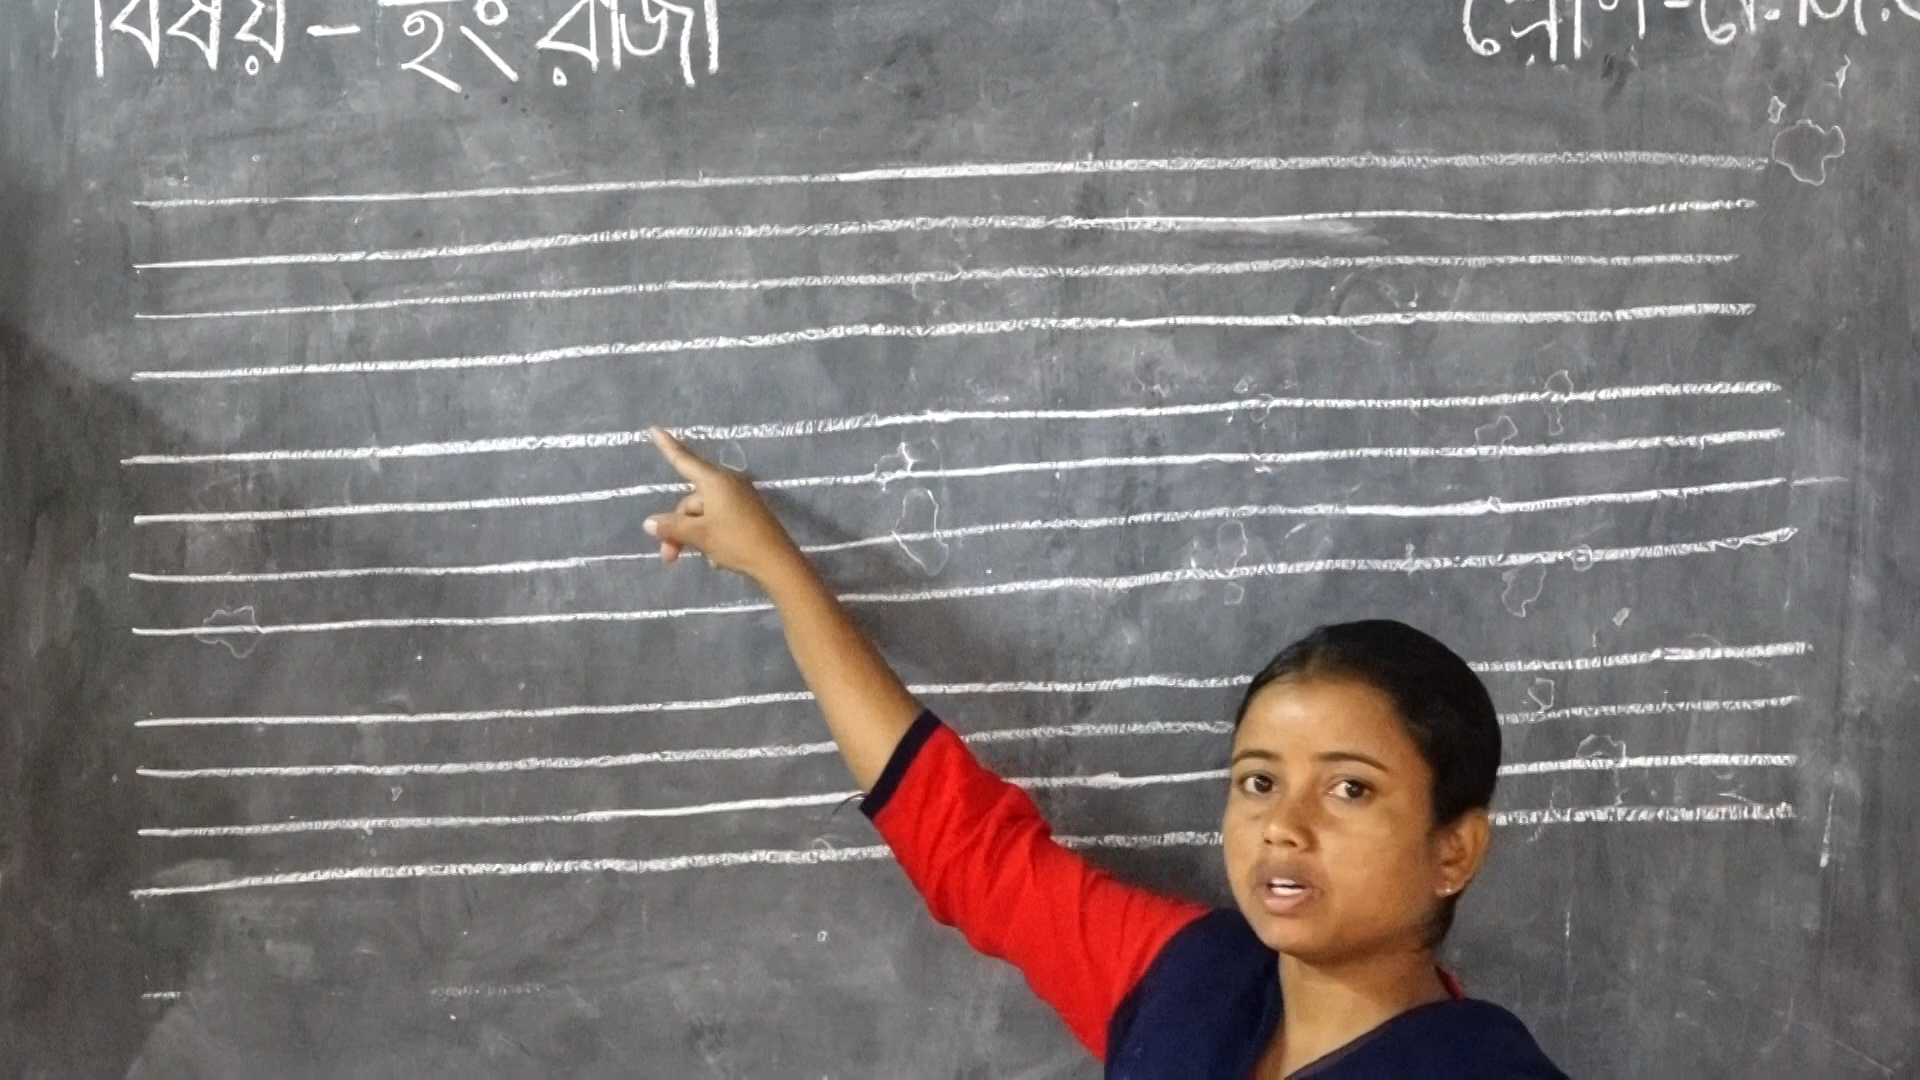 বিষয় - ইংরাজী শ্রেণি -